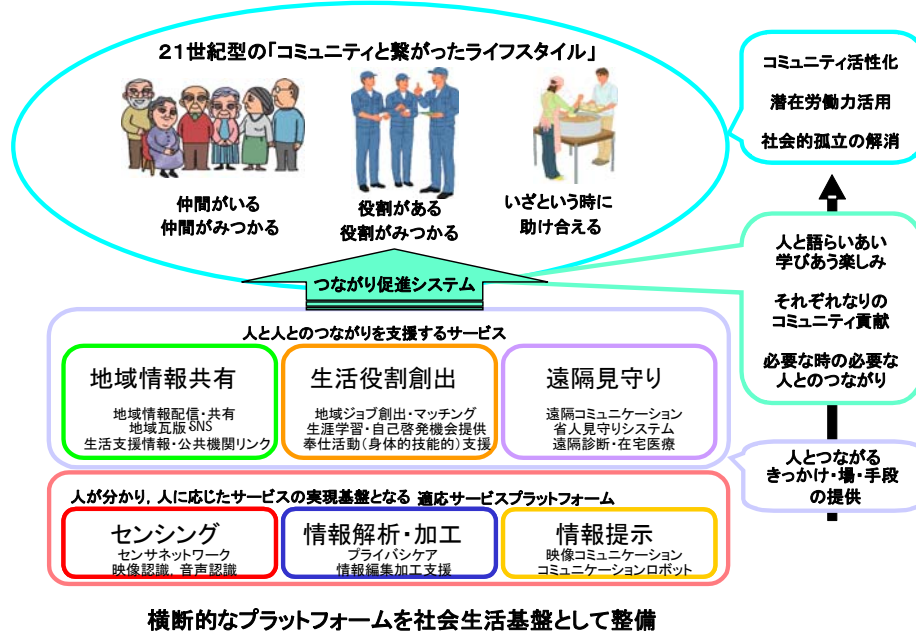 21世紀型の「コミュニティと繋がったライフスタイル」
仲間がいる
仲間がみつかる
役割がある
役割がみつかる
いざという時に
助け合える
コミュニティ活性化
潜在労働力活用
社会的孤立の解消
つながり促進システム
人と語らいあい
学びあう楽しみ
それぞれなりの
コミュニティ貢献
必要な時の必要な
人とのつながり
人と人とのつながりを支援するサービス
地域情報共有
地域情報配信・共有
地域瓦版SNS
生活支援情報・公共機関リンク
生活役割創出
地域ジョブ創出・マッチング
生涯学習・自己啓発機会提供
奉仕活動(身体的技能的)支援
遠隔見守り
遠隔コミュニケーション
省人見守りシステム
遠隔診断・在宅医療
人とつながる
きっかけ・場・手段
の提供
人が分かり,人に応じたサービスの実現基盤となる 適応サービスプラットフォーム
センシング
センサネットワーク
映像認識,音声認識
情報解析・加工
プライバシケア
情報編集加工支援
情報提示
映像コミュニケーション
コミュニケーションロボット
横断的なプラットフォームを社会生活基盤として整備